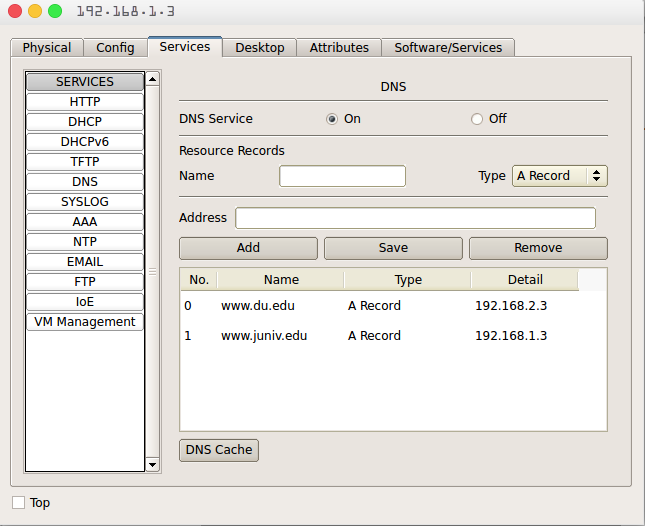 192.168.1.3
Physical Config Services Desktop Attributes Software/Services
SERVICES
HTTP
DHCP
DHCPv6
TFTP
DNS
SYSLOG
AAA
NTP
EMAIL
FTP
IoE
VM Management
DNS
DNS Service On Off
Resource Records
Name Type A Record
Address
Add Save Remove
No. Name Type Detail
0 www.du.edu A Record 192.168.2.3
1 www.juniv.edu A Record 192.168.1.3
DNS Cache
Top